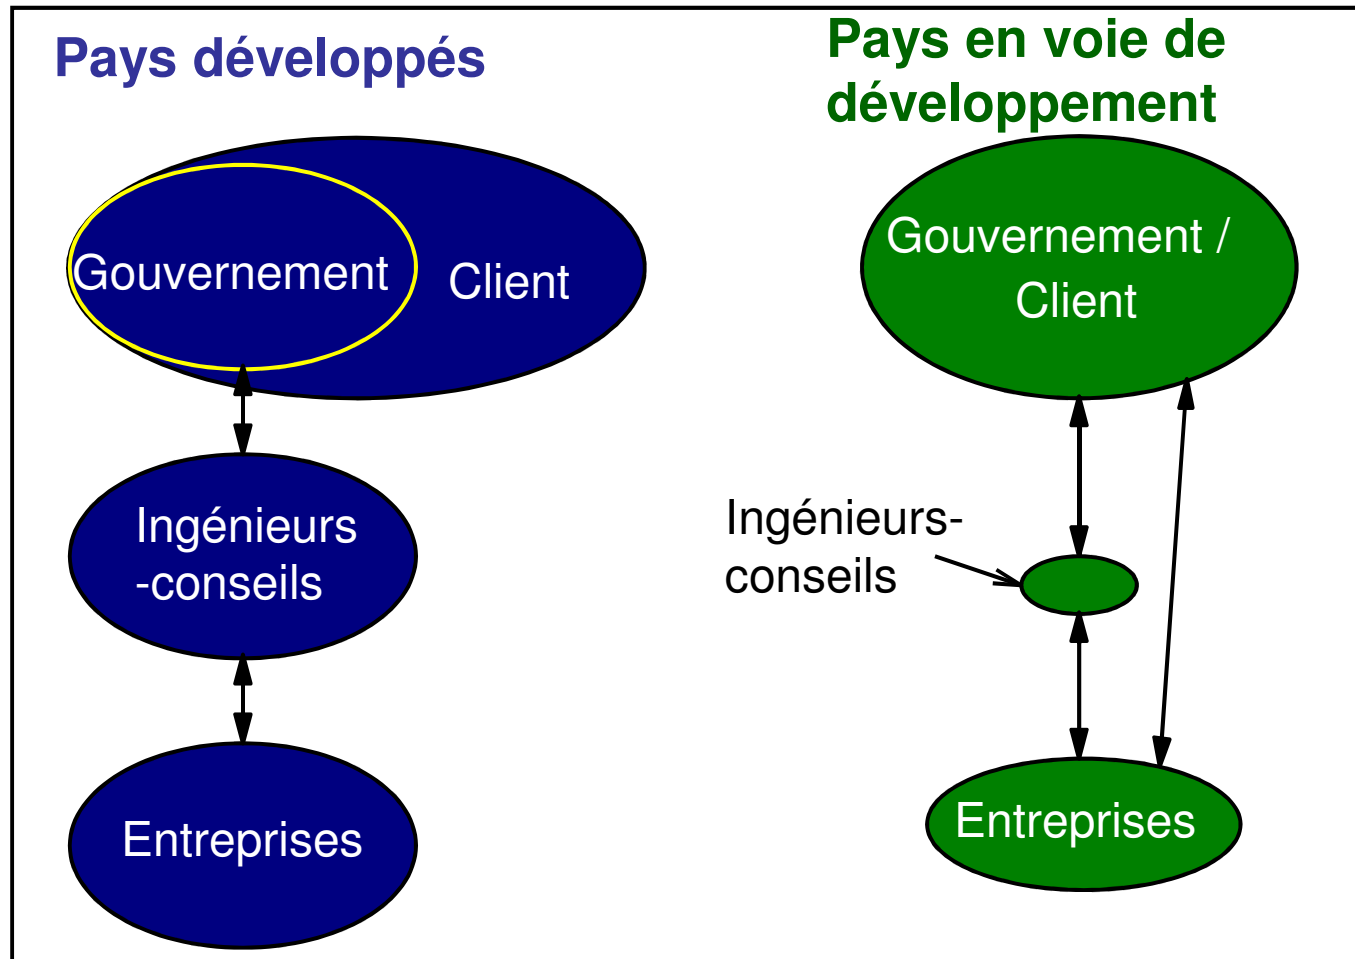 Pays développés
Gouvernement
Client
Ingénieurs
-conseils
Entreprises
Pays en voie de
développement
Gouvernement /
Client
Ingénieurs-
conseils
Entreprises